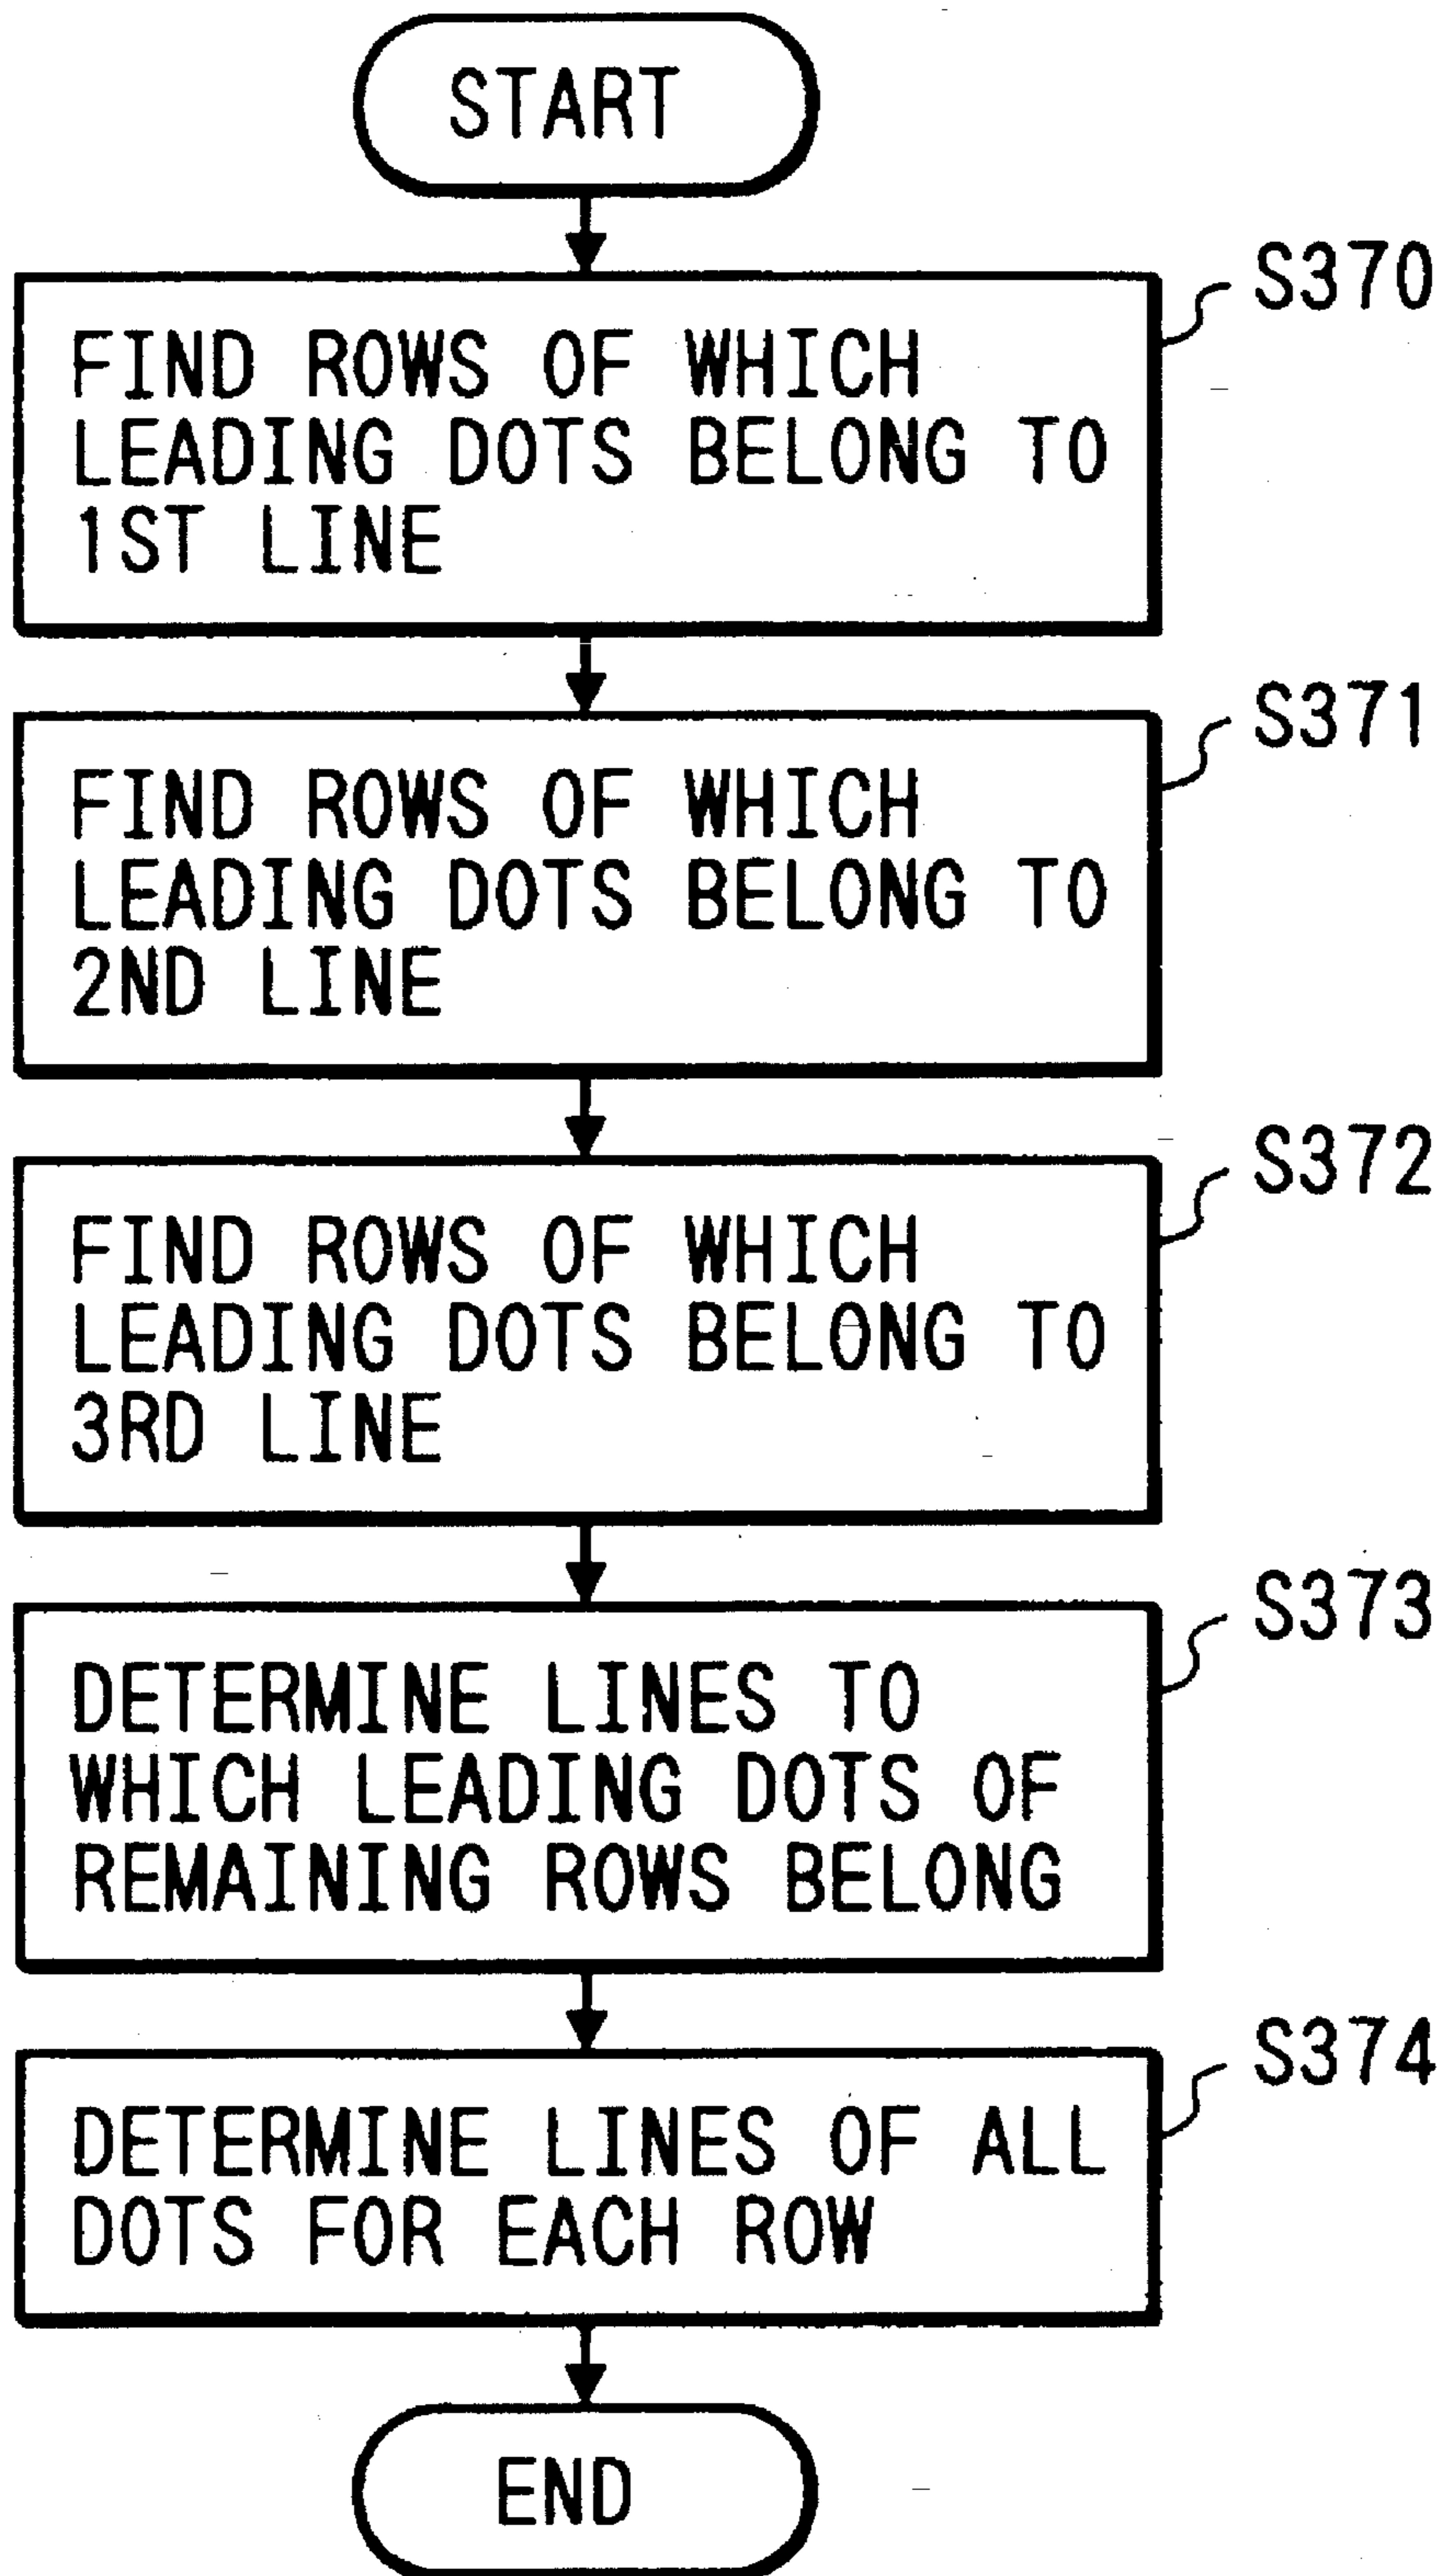 START
S370
FIND ROWS OF WHICH
LEADING DOTS BELONG TO
1ST LINE
S371
FIND ROWS OF WHICH
LEADING DOTS BELONG TO
2ND LINE
S372
FIND ROWS OF WHICH
LEADING DOTS BELONG TO
3RD LINE
S373
DETERMINE LINES TO
WHICH LEADING DOTS OF
REMAINING ROWS BELONG
S374
DETERMINE LINES OF ALL
DOTS FOR EACH ROW
END